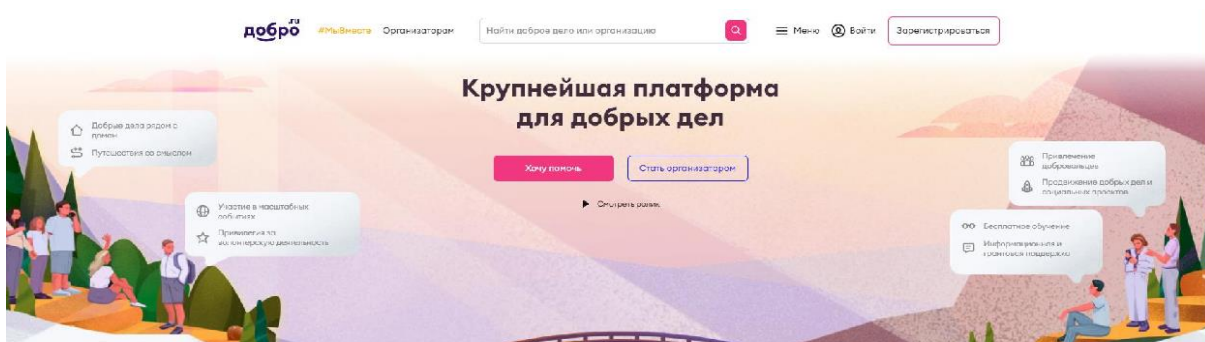 добро.ru
#МыВместе
Организаторам
Найти доброе дело или организацию
Меню
Войти
Зарегистрироваться
Крупнейшая платформа
для добрых дел
Хочу помочь
Стать организатором
Смотреть ролик
Добрые дела рядом с
домом
Путешествия со смыслом
Участие в масштабных
событиях
Привилегия за
волонтерскую деятельность
Привлечение
добровольцев
Продвижение добрых дел и
социальных проектов
Бесплатное обучение
Информационная и
грантовая поддержка